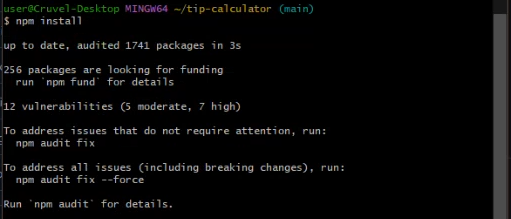 user@Cruvel-Desktop MINGW64 ~/tip-calculator (main)
$ npm install
up to date, audited 1741 packages in 3s
256 packages are looking for funding
run `npm fund` for details
12 vulnerabilities (5 moderate, 7 high)
To address issues that do not require attention, run:
npm audit fix
To address all issues (including breaking changes), run:
npm audit fix --force
Run `npm audit` for details.